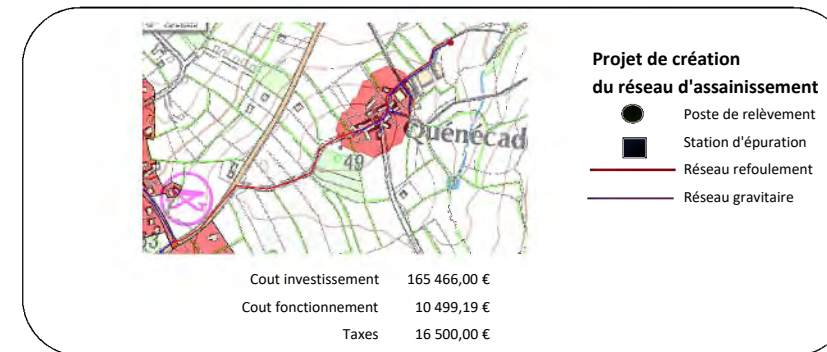 Projet de création
du réseau d'assainissement
Poste de relèvement
Station d'épuration
Réseau refoulement
Réseau gravitaire
Quénécad
49
Cout investissement 165 466,00 €
Cout fonctionnement 10 499,19 €
Taxes 16 500,00 €